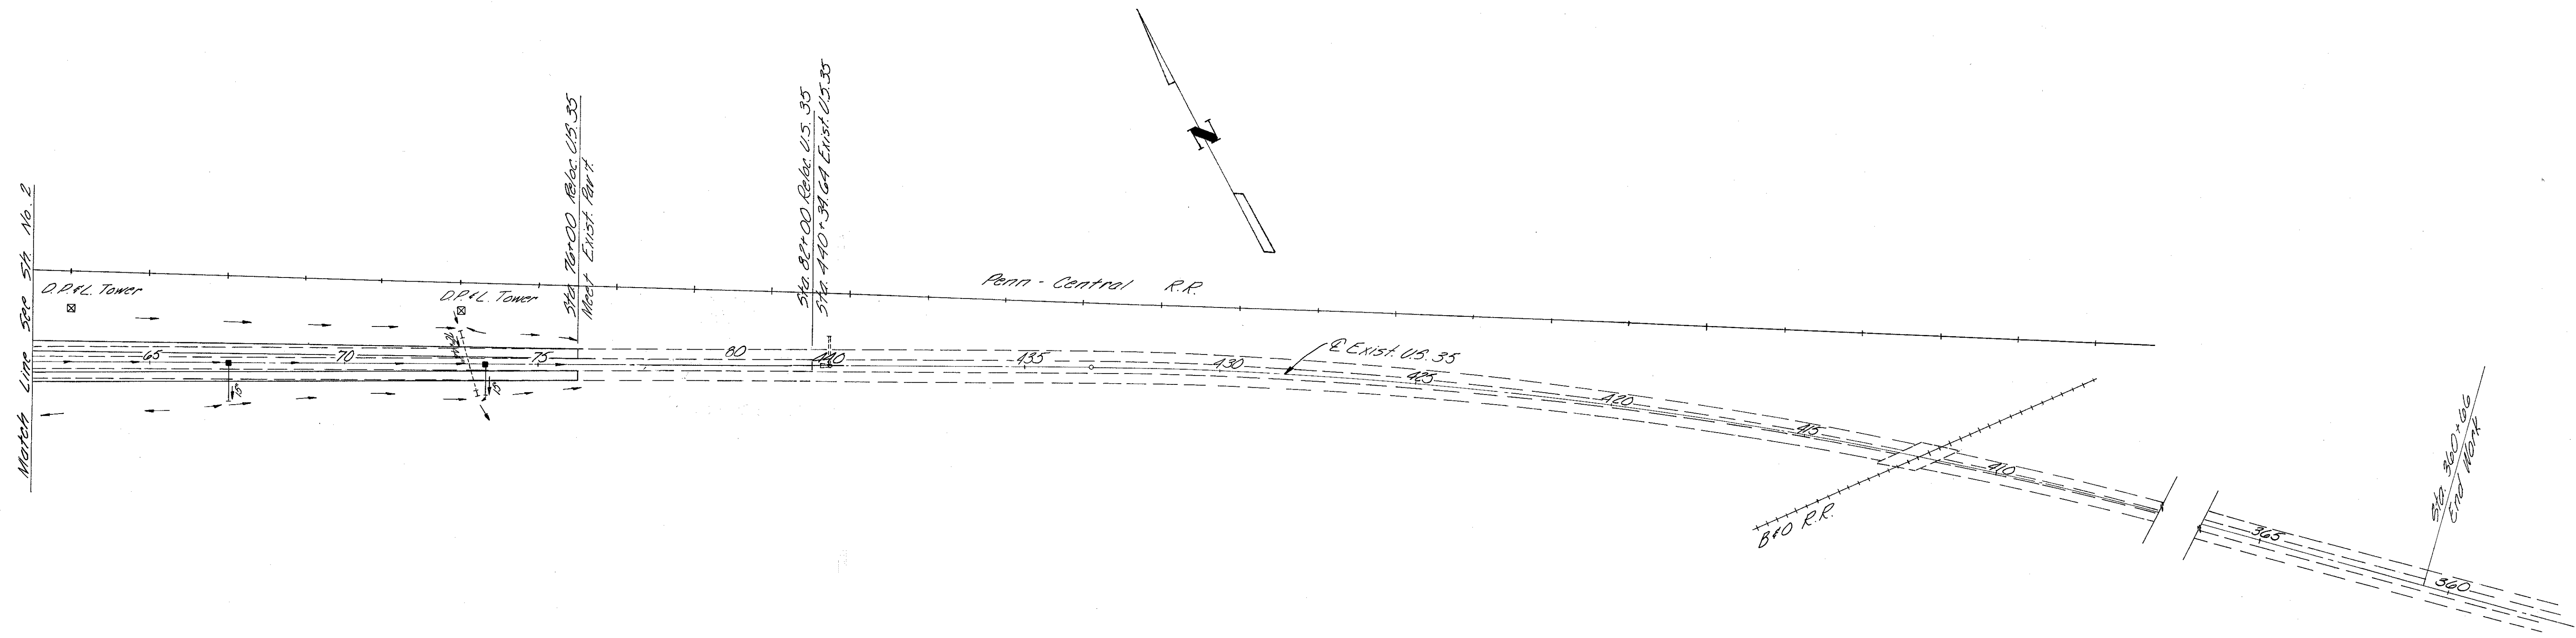 Match Line See Sh. No. 2
D.P.&L. Tower
D.P.&L. Tower
Sta. 76+00 Reloc. U.S. 35
Meet Exist. Pav't.
Sta. 82+00 Reloc. U.S. 35
Sta. 440+39.64 Exist. U.S. 35
N
Penn - Central R.R.
65
70
75
80
440
435
430
℄ Exist. U.S. 35
425
420
415
410
B&O R.R.
365
360
Sta. 360+66
End Work